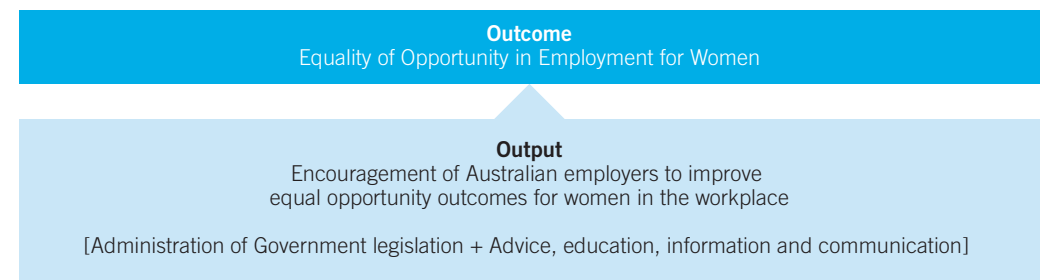 Outcome
Equality of Opportunity in Employment for Women
Output
Encouragement of Australian employers to improve
equal opportunity outcomes for women in the workplace
[Administration of Government legislation + Advice, education, information and communication]